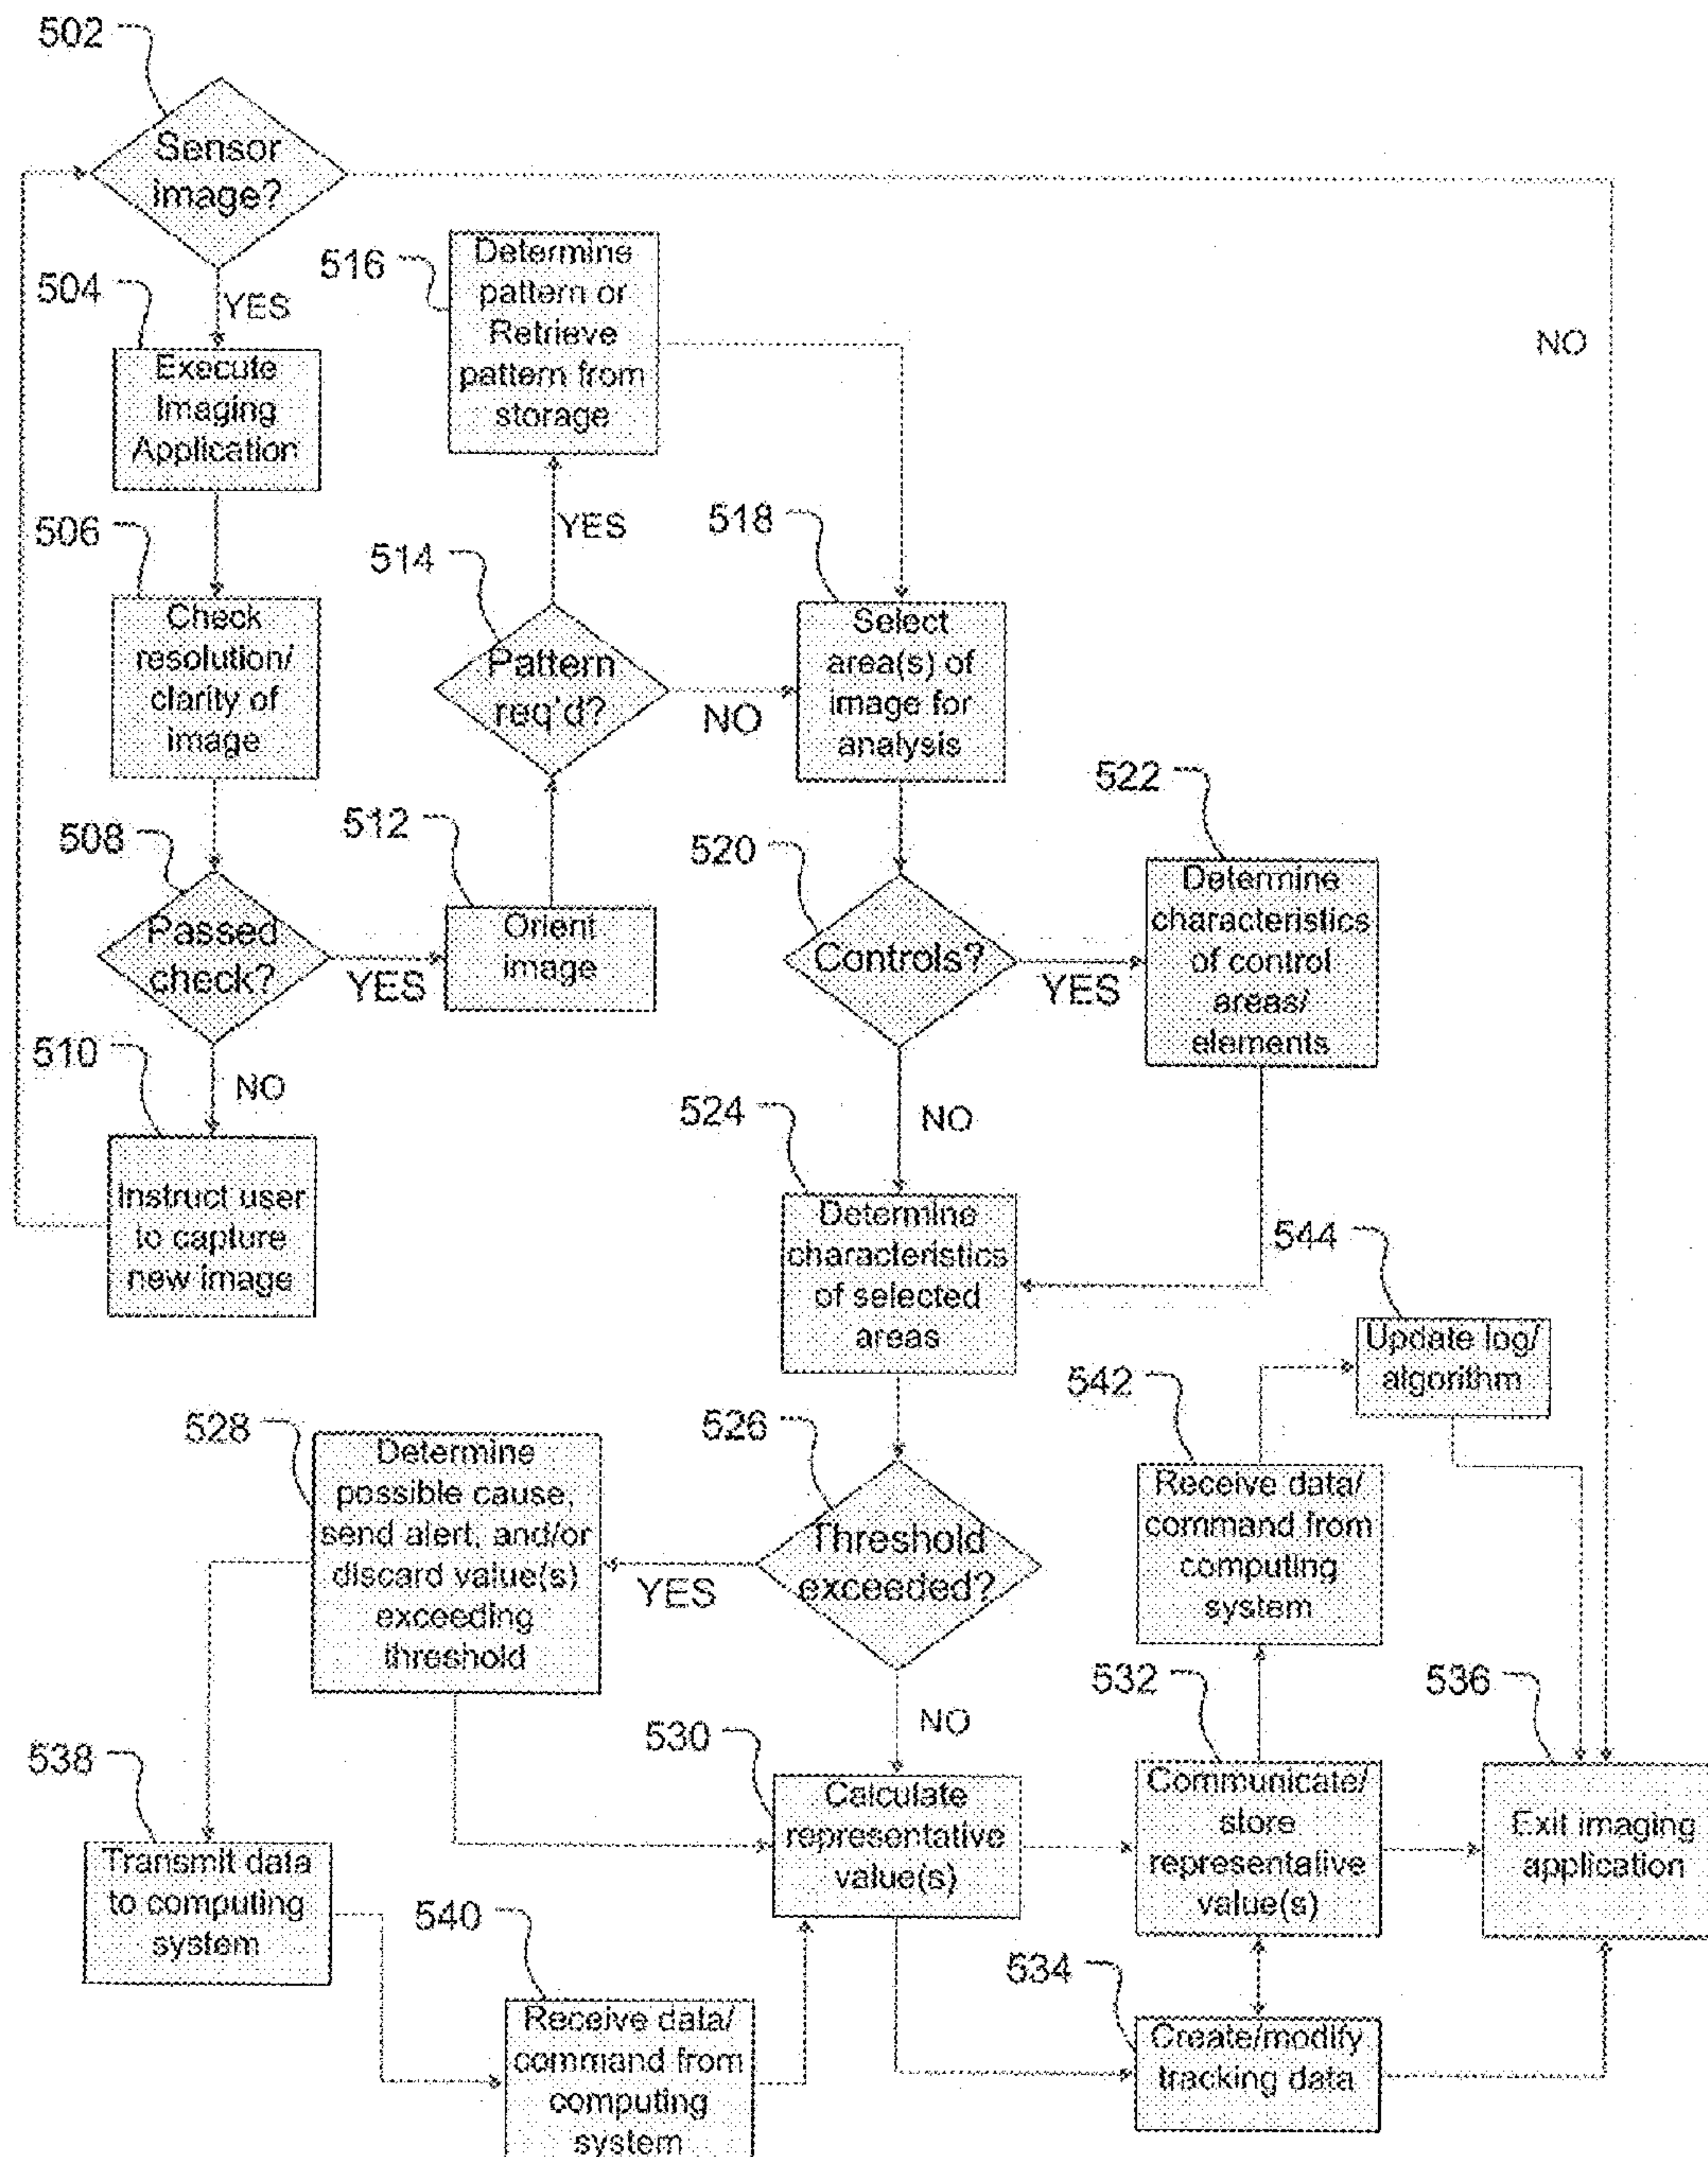 502
Sensor
image?
504
YES
Execute
Imaging
Application
506
Check
resolution/
clarity of
image
508
Passed
check?
YES
510
NO
Instruct user
to capture
new image
512
Orient
image
514
Pattern
req'd?
YES
NO
516
Determine
pattern or
Retrieve
pattern from
storage
518
Select
area(s) of
image for
analysis
520
Controls?
YES
NO
522
Determine
characteristics
of control
areas/
elements
524
Determine
characteristics
of selected
areas
526
Threshold
exceeded?
YES
NO
528
Determine
possible cause,
send alert, and/or
discard value(s)
exceeding
threshold
530
Calculate
representative
value(s)
532
Communicate/
store
representative
value(s)
534
Create/modify
tracking data
536
Exit imaging
application
NO
538
Transmit data
to computing
system
540
Receive data/
command from
computing
system
542
Receive data/
command from
computing
system
544
Update log/
algorithm